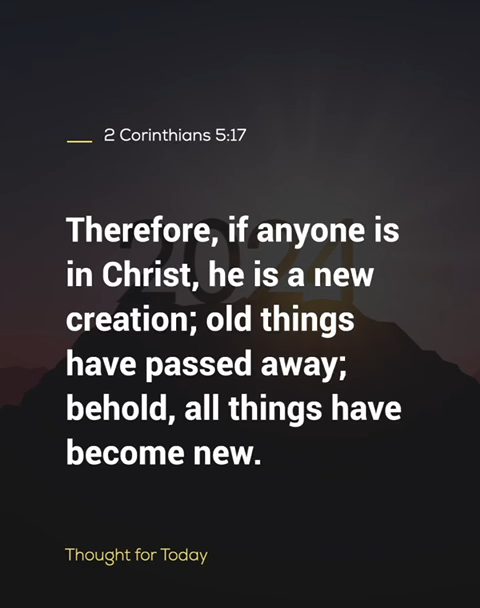 2 Corinthians 5:17
2024
Therefore, if anyone is
in Christ, he is a new
creation; old things
have passed away;
behold, all things have
become new.
Thought for Today